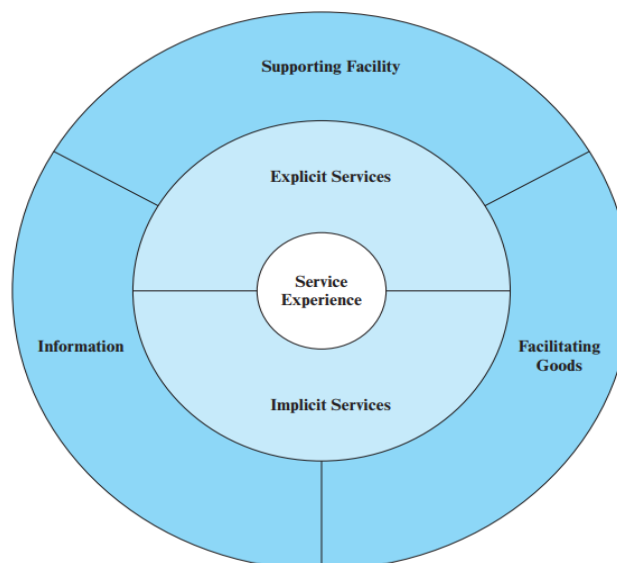 Supporting Facility
Explicit Services
Service
Experience
Information
Facilitating
Goods
Implicit Services